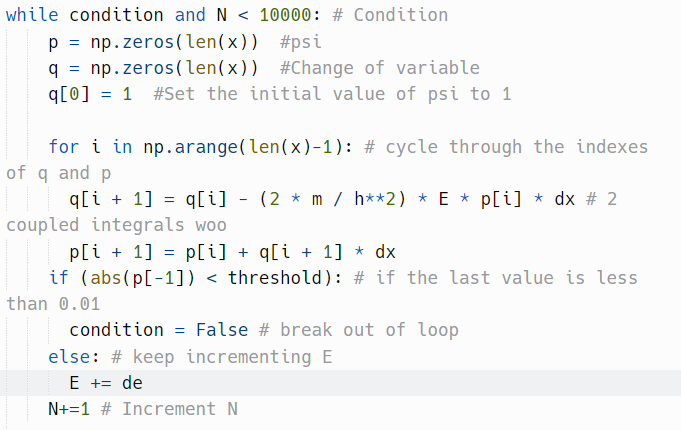 while condition and N < 10000: # Condition
    p = np.zeros(len(x))  #psi
    q = np.zeros(len(x))  #Change of variable
    q[0] = 1  #Set the initial value of psi to 1

    for i in np.arange(len(x)-1): # cycle through the indexes
of q and p
      q[i + 1] = q[i] - (2 * m / h**2) * E * p[i] * dx # 2
coupled integrals woo
      p[i + 1] = p[i] + q[i + 1] * dx
    if (abs(p[-1]) < threshold): # if the last value is less
than 0.01
      condition = False # break out of loop
    else: # keep incrementing E
      E += de
    N+=1 # Increment N